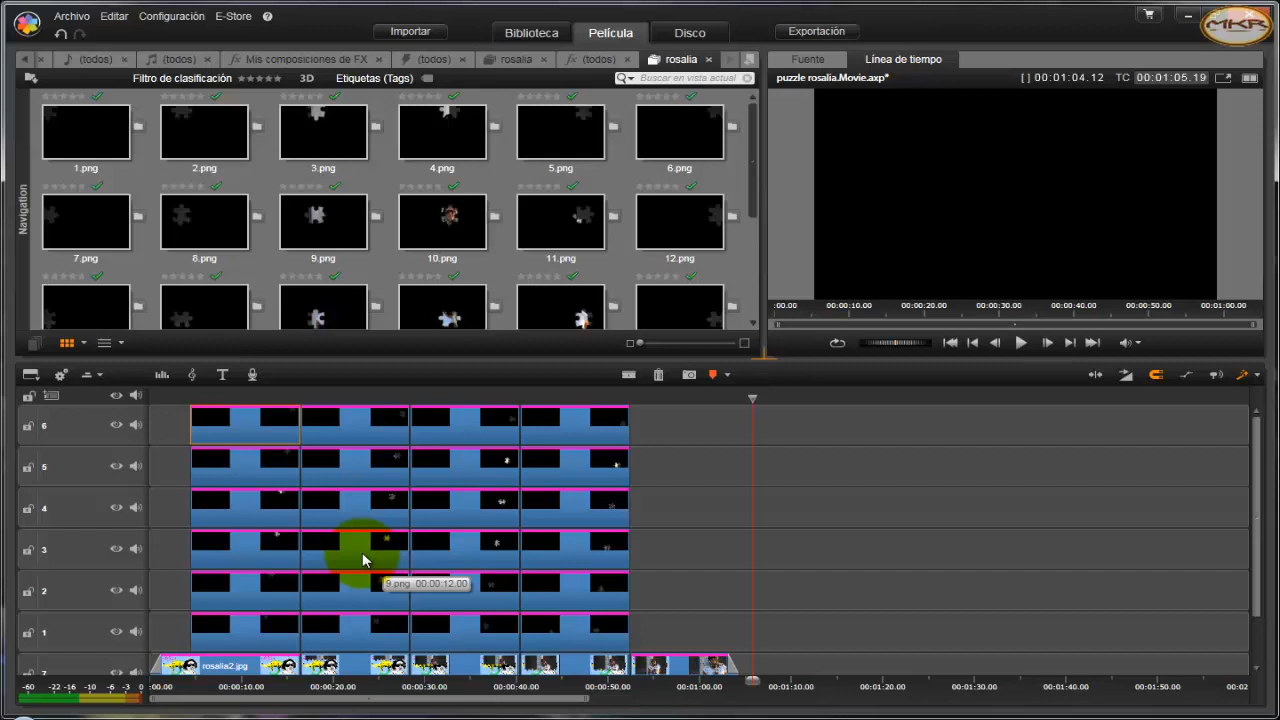 Archivo Editar Configuración E-Store ?
Importar Biblioteca Película Disco Exportación
MKR
(todos) × (todos) × fx Mis composiciones de FX × (todos) × rosalia × fx (todos) × rosalia ×
Fuente Línea de tiempo
Filtro de clasificación 3D Etiquetas (Tags) Buscar en vista actual
puzzle rosalia.Movie.axp* [ ] 00:01:04.12 TC 00:01:05.19
Navigation
1.png 2.png 3.png 4.png 5.png 6.png
7.png 8.png 9.png 10.png 11.png 12.png
:00.00 00:00:10.00 00:00:20.00 00:00:30.00 00:00:40.00 00:00:50.00 00:01:00.00
6
5
4
3
9.png 00:00:12.00
2
1
7 rosalia2.jpg
-60 -32 -16 -10 -6 -3 0 :00.00 00:00:10.00 00:00:20.00 00:00:30.00 00:00:40.00 00:00:50.00 00:01:00.00 00:01:10.00 00:01:20.00 00:01:30.00 00:01:40.00 00:01:50.00 00:02